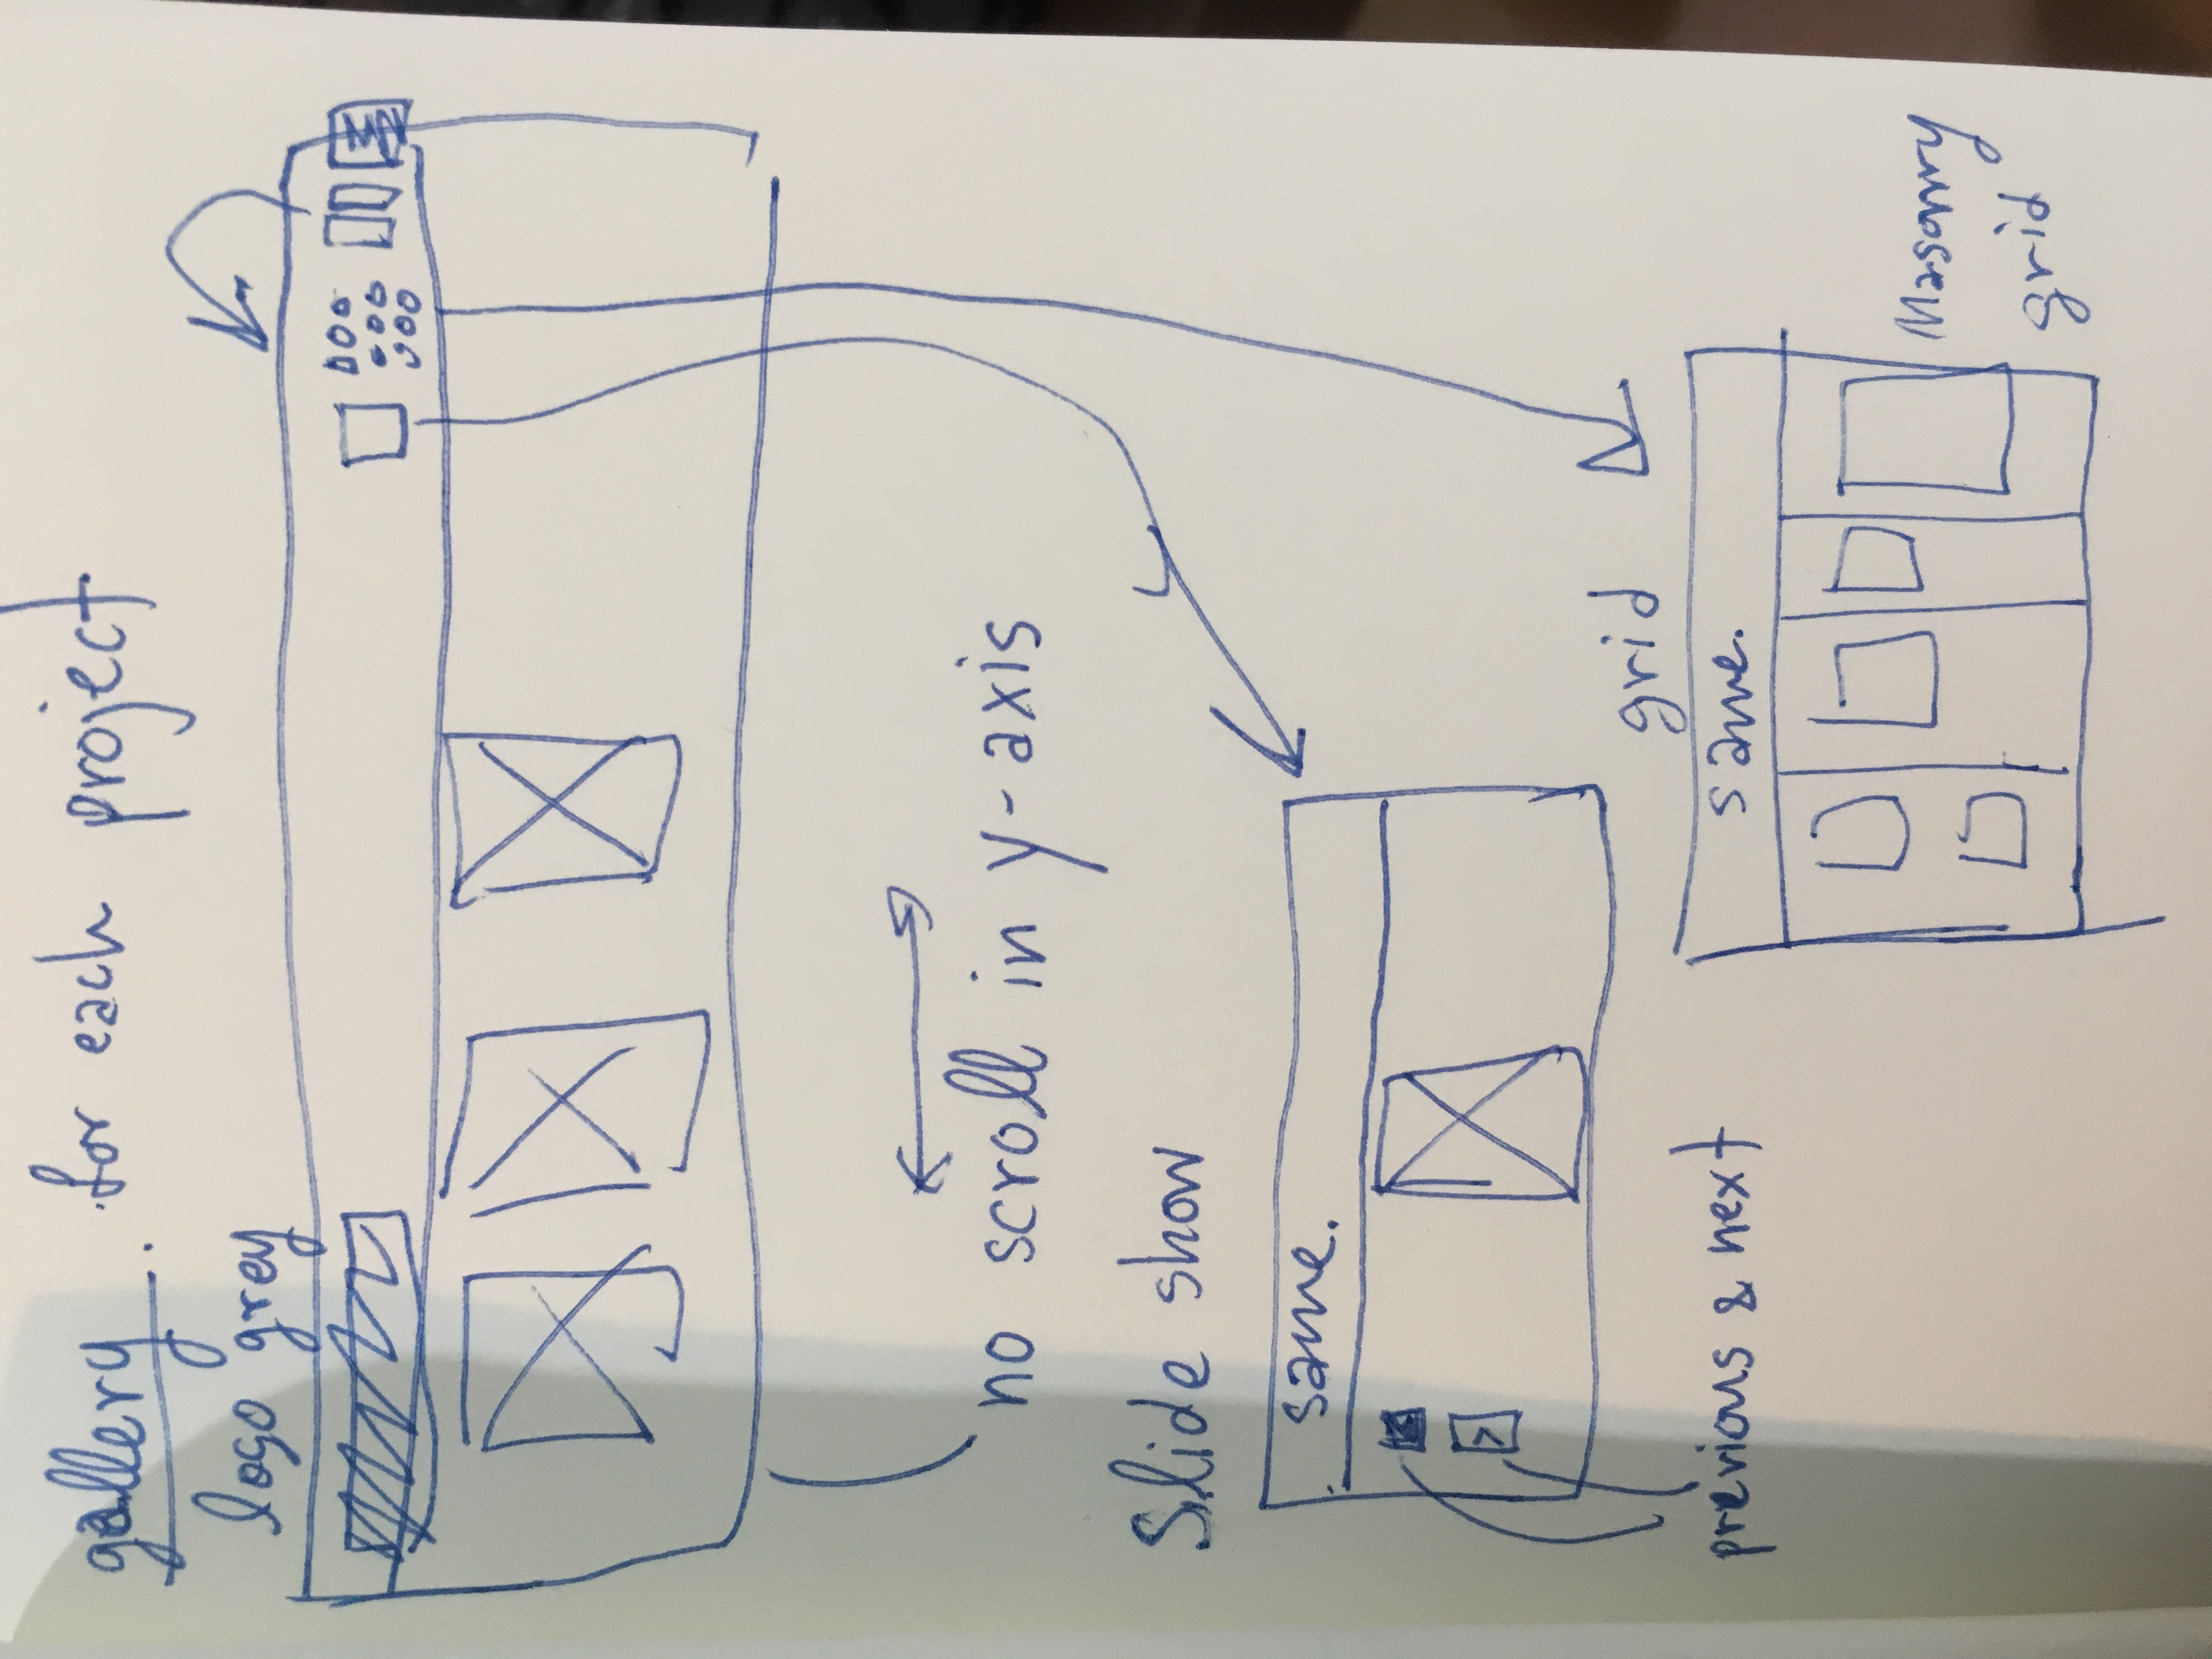 gallery. for each project
logo grey
no scroll in y-axis
Slide show
same.
previous & next
grid
same.
Masonry
grid